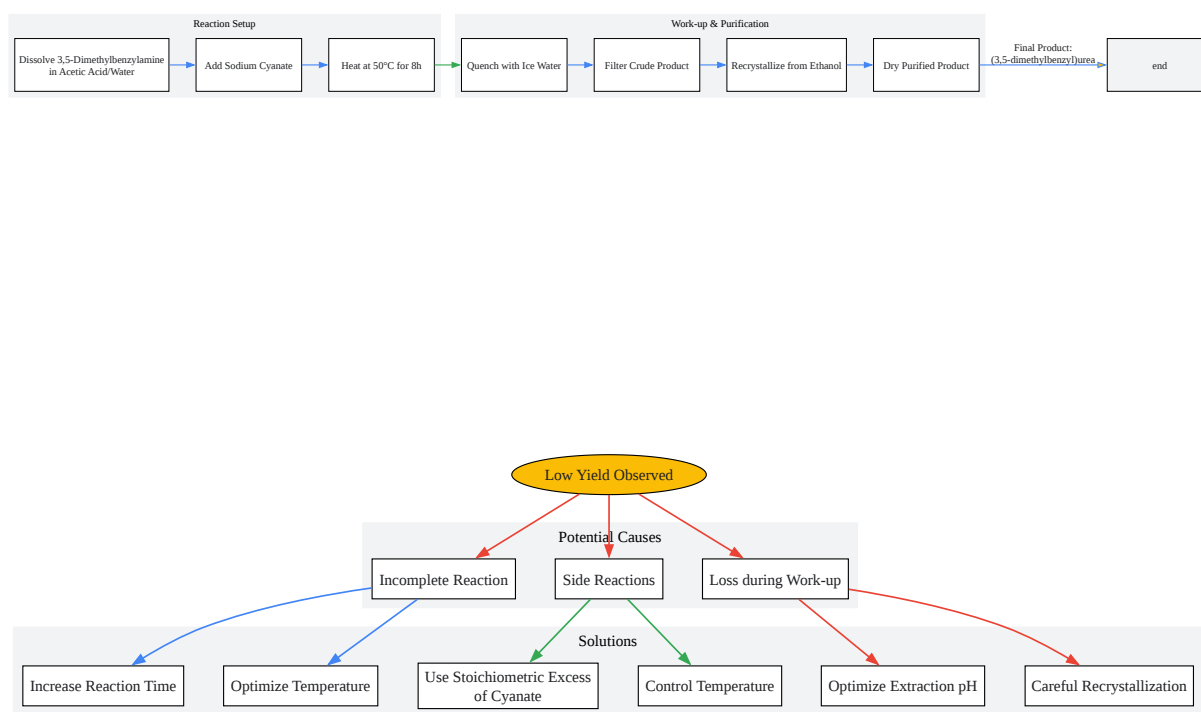 Reaction Setup
Work-up & Purification
Dissolve 3,5-Dimethylbenzylamine
in Acetic Acid/Water
Add Sodium Cyanate
Heat at 50°C for 8h
Quench with Ice Water
Filter Crude Product
Recrystallize from Ethanol
Dry Purified Product
Final Product:
(3,5-dimethylbenzyl)urea
end
Low Yield Observed
Potential Causes
Incomplete Reaction
Side Reactions
Loss during Work-up
Solutions
Increase Reaction Time
Optimize Temperature
Use Stoichiometric Excess
of Cyanate
Control Temperature
Optimize Extraction pH
Careful Recrystallization